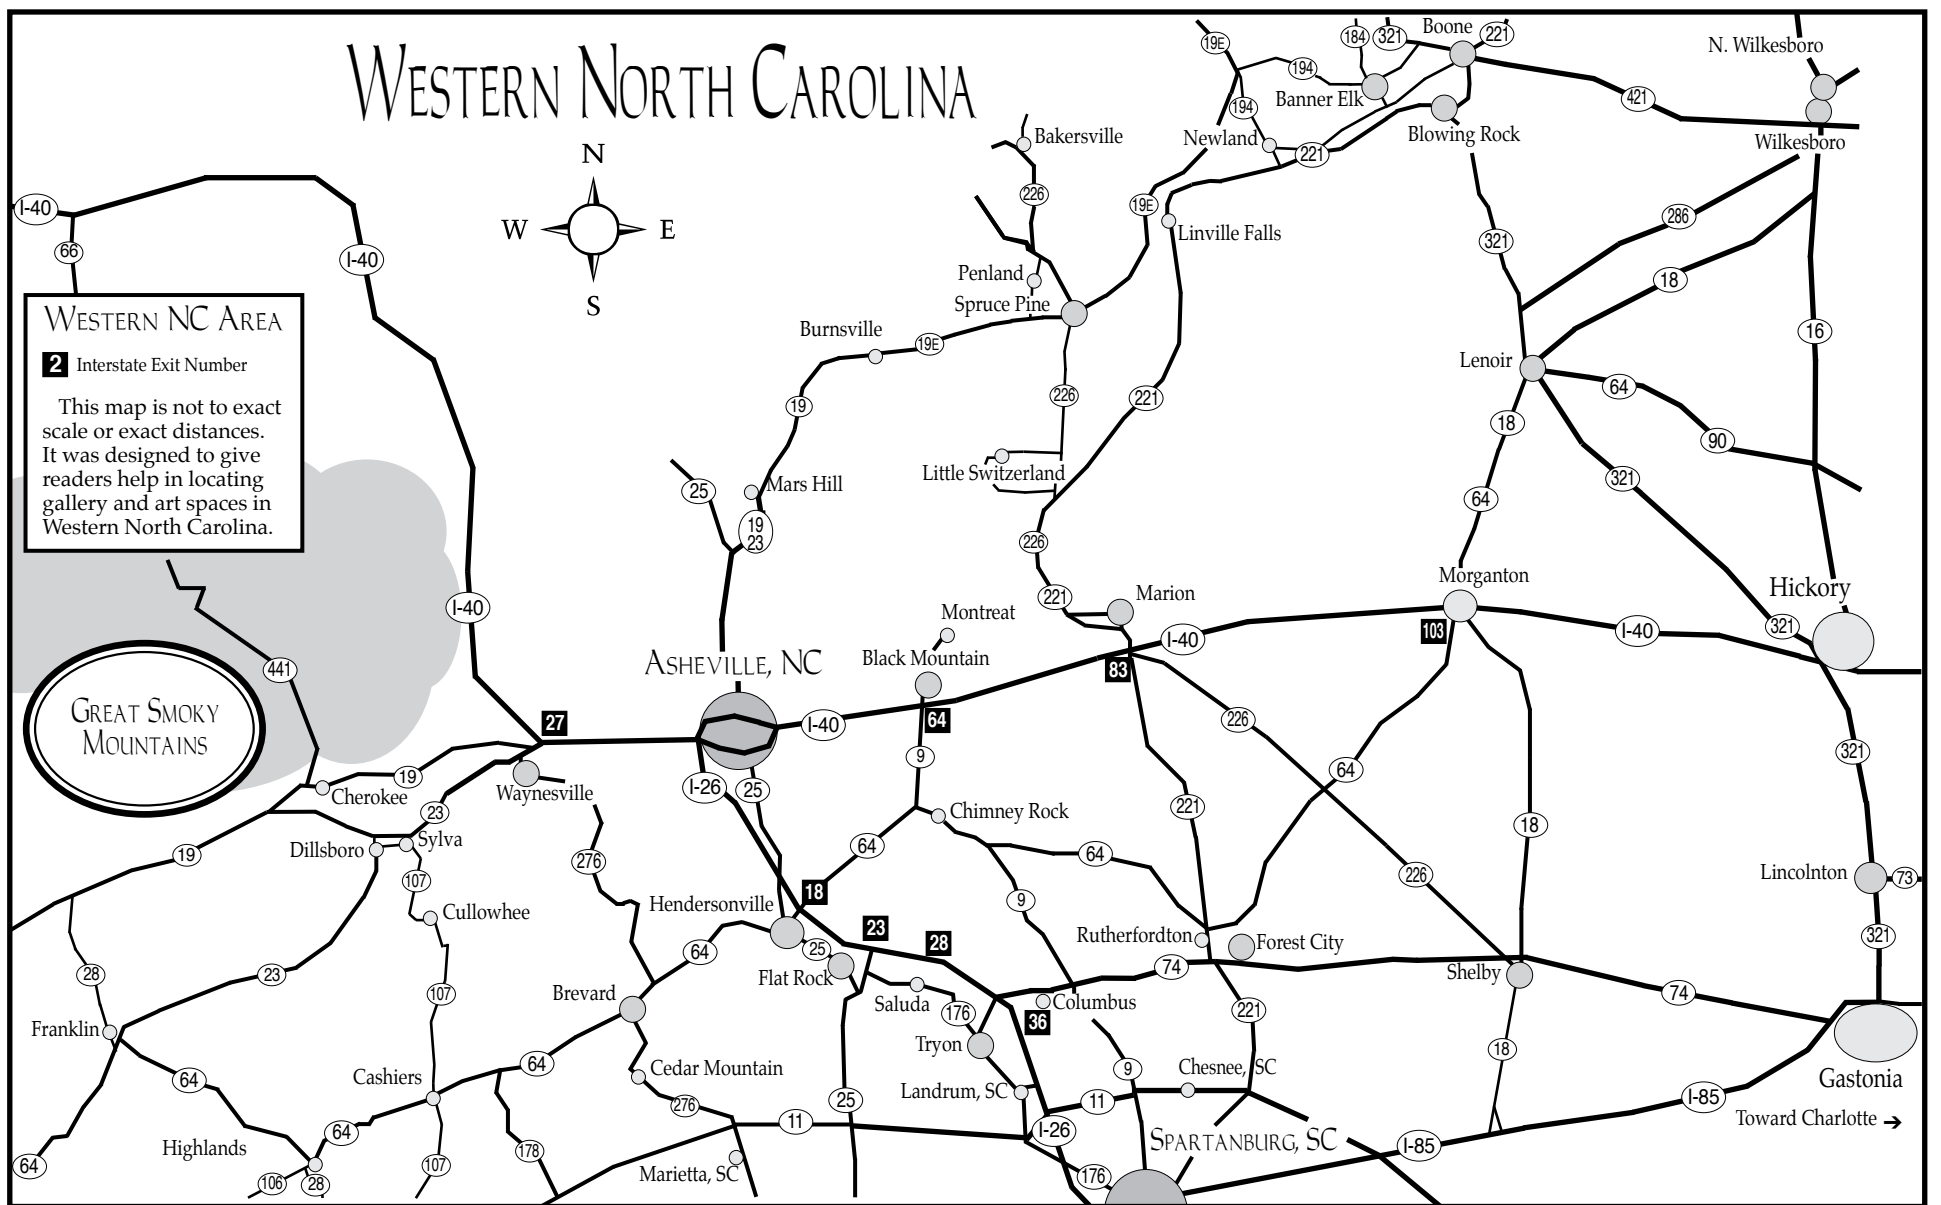 WESTERN NORTH CAROLINA
N
W
E
S
WESTERN NC AREA
2 Interstate Exit Number
This map is not to exact
scale or exact distances.
It was designed to give
readers help in locating
gallery and art spaces in
Western North Carolina.
GREAT SMOKY
MOUNTAINS
19E
184
321
Boone
221
N. Wilkesboro
194
Banner Elk
421
194
Newland
221
Blowing Rock
Wilkesboro
Bakersville
226
19E
I-40
66
I-40
Linville Falls
321
286
Penland
Spruce Pine
18
Burnsville
19E
16
19
226
221
Lenoir
64
18
90
25
Mars Hill
Little Switzerland
64
321
19
23
226
I-40
221
Marion
Morganton
Hickory
Montreat
103
321
I-40
I-40
441
ASHEVILLE, NC
Black Mountain
83
27
I-40
64
226
9
321
64
Cherokee
19
Waynesville
I-26
25
23
Chimney Rock
221
18
Dillsboro
Sylva
19
276
64
64
107
226
Lincolnton
73
18
Hendersonville
9
Cullowhee
23
28
Rutherfordton
Forest City
321
64
25
28
23
Flat Rock
74
Shelby
107
Brevard
Saluda
176
Columbus
74
36
221
Franklin
Tryon
18
64
64
Cashiers
Cedar Mountain
9
Chesnee, SC
Gastonia
Landrum, SC
276
25
11
I-85
Toward Charlotte →
11
64
Highlands
178
I-26
SPARTANBURG, SC
I-85
64
107
Marietta, SC
176
106
28